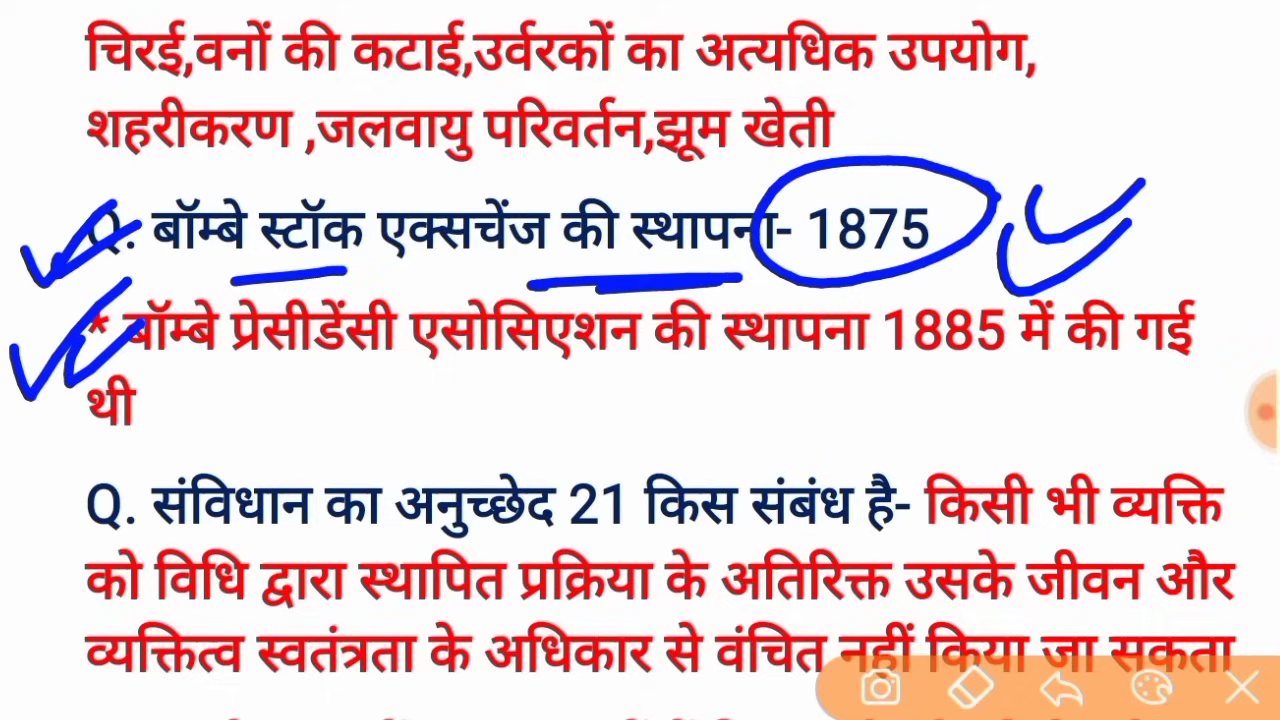 चिरई,वनों की कटाई,उर्वरकों का अत्यधिक उपयोग,
शहरीकरण ,जलवायु परिवर्तन,झूम खेती
Q. बॉम्बे स्टॉक एक्सचेंज की स्थापना- 1875
* बॉम्बे प्रेसीडेंसी एसोसिएशन की स्थापना 1885 में की गई
थी
Q. संविधान का अनुच्छेद 21 किस संबंध है- किसी भी व्यक्ति
को विधि द्वारा स्थापित प्रक्रिया के अतिरिक्त उसके जीवन और
व्यक्तित्व स्वतंत्रता के अधिकार से वंचित नहीं किया जा सकता